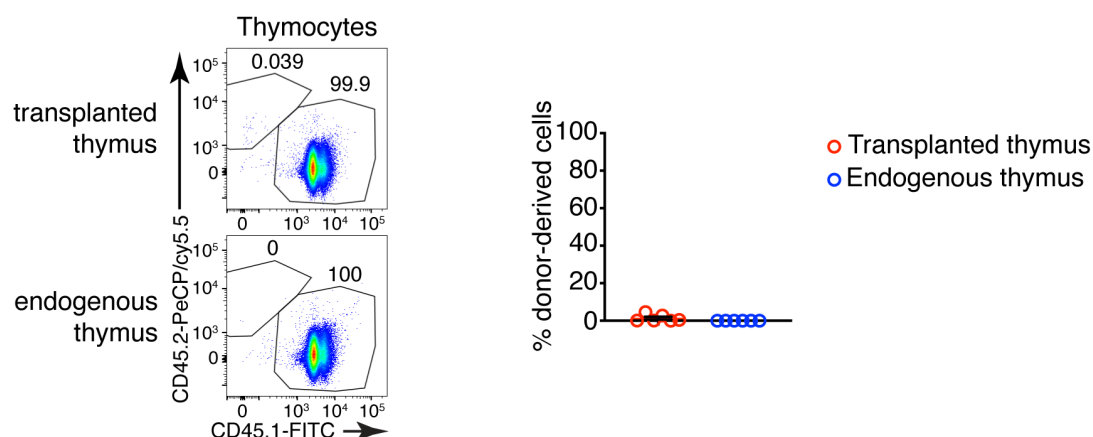 Thymocytes
transplanted
thymus
10⁵
10⁴
10³
0
0.039
99.9
0 10³ 10⁴ 10⁵
endogenous
thymus
10⁵
10⁴
10³
0
0
100
0 10³ 10⁴ 10⁵
CD45.2-PeCP/cy5.5
CD45.1-FITC
% donor-derived cells
100
80
60
40
20
0
Transplanted thymus
Endogenous thymus